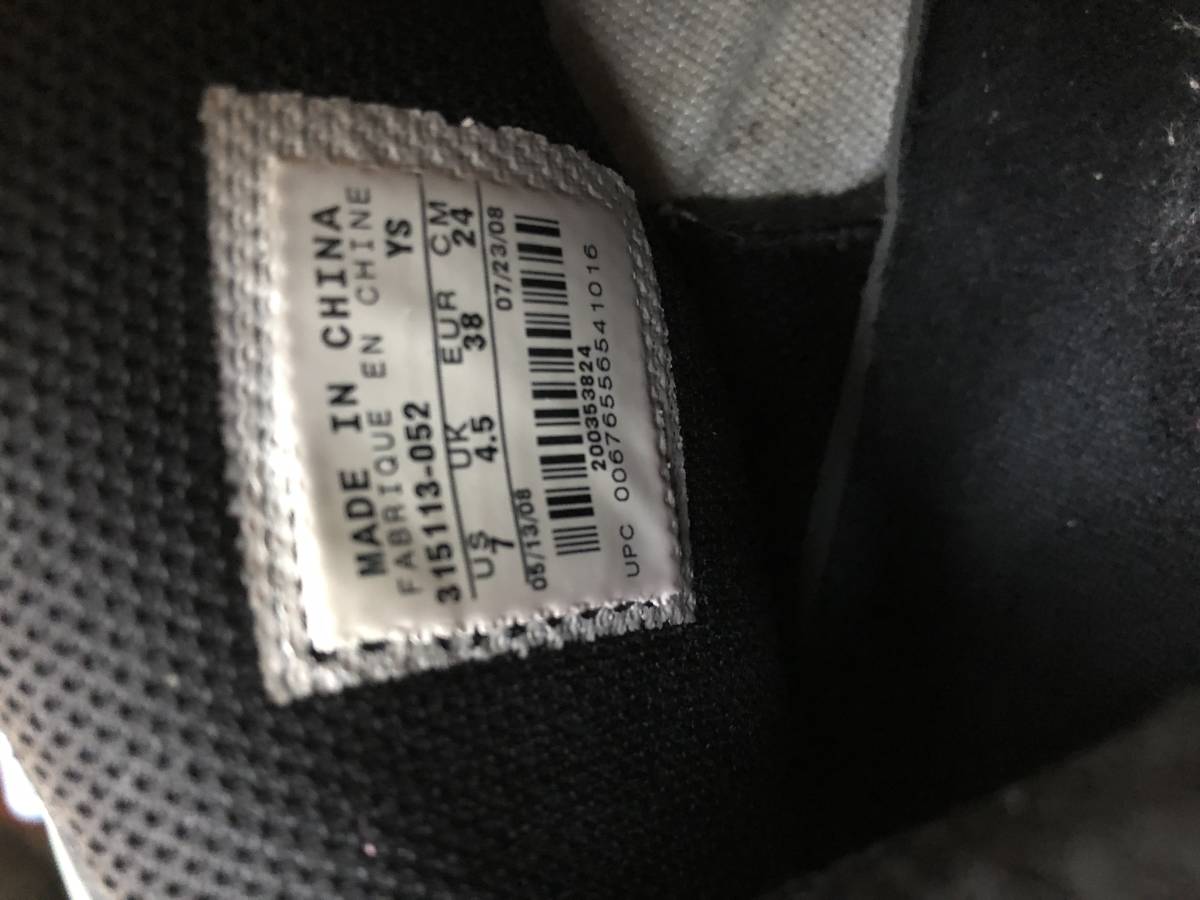 MADE IN CHINA
FABRIQUE EN CHINE
315113-052 YS
US UK EUR CM
7 4.5 38 24
05/13/08 07/23/08
200353824
UPC 00676556541016